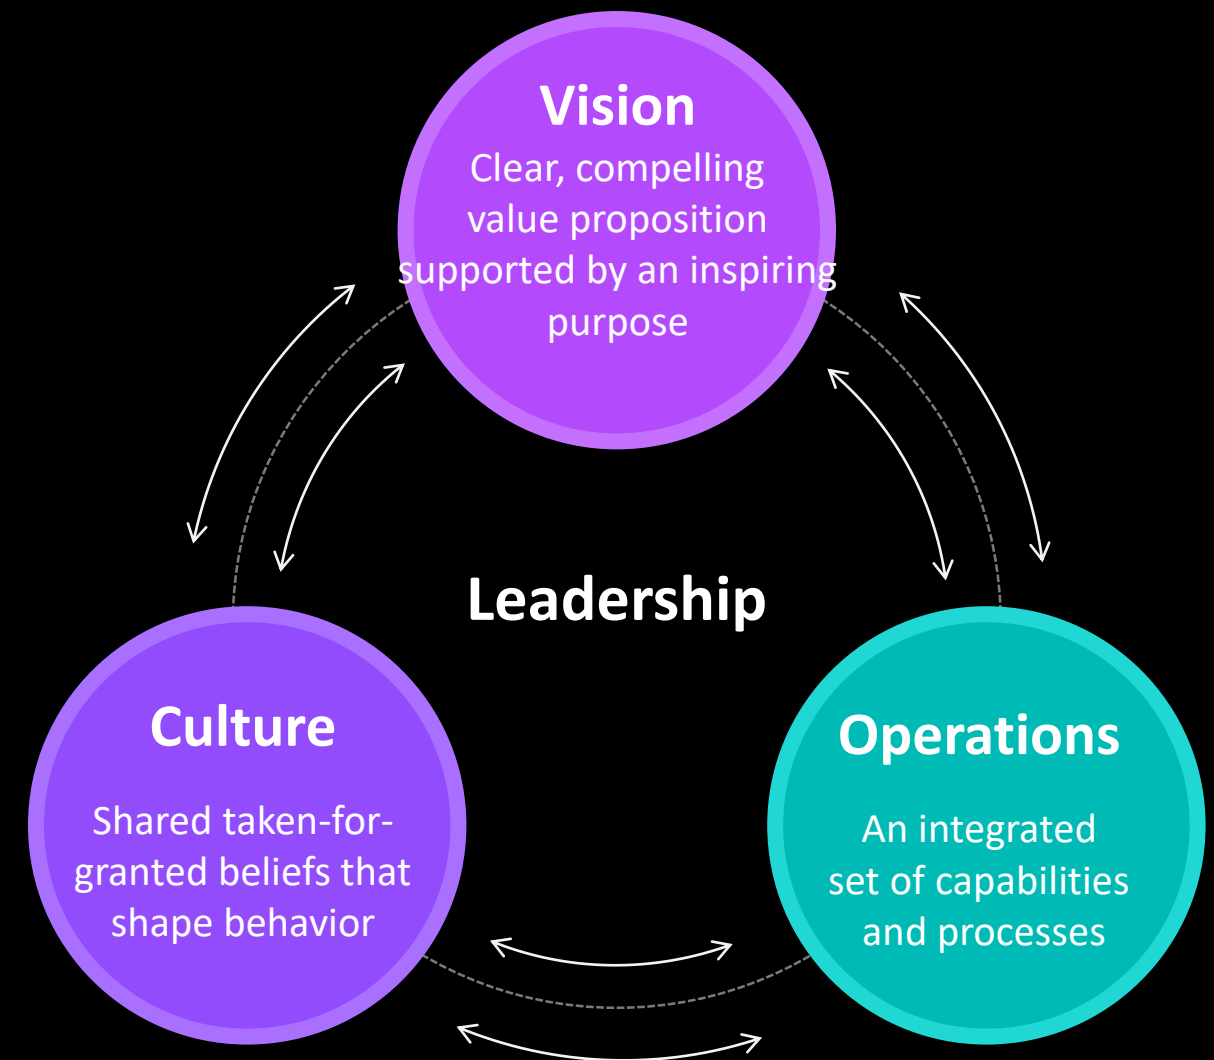 Vision
Clear, compelling
value proposition
supported by an inspiring
purpose
Leadership
Culture
Shared taken-for-
granted beliefs that
shape behavior
Operations
An integrated
set of capabilities
and processes